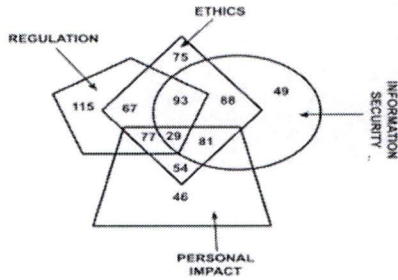 ETHICS
REGULATION
75
115
67
93
88
49
INFORMATION
SECURITY
77
29
81
54
46
PERSONAL
IMPACT